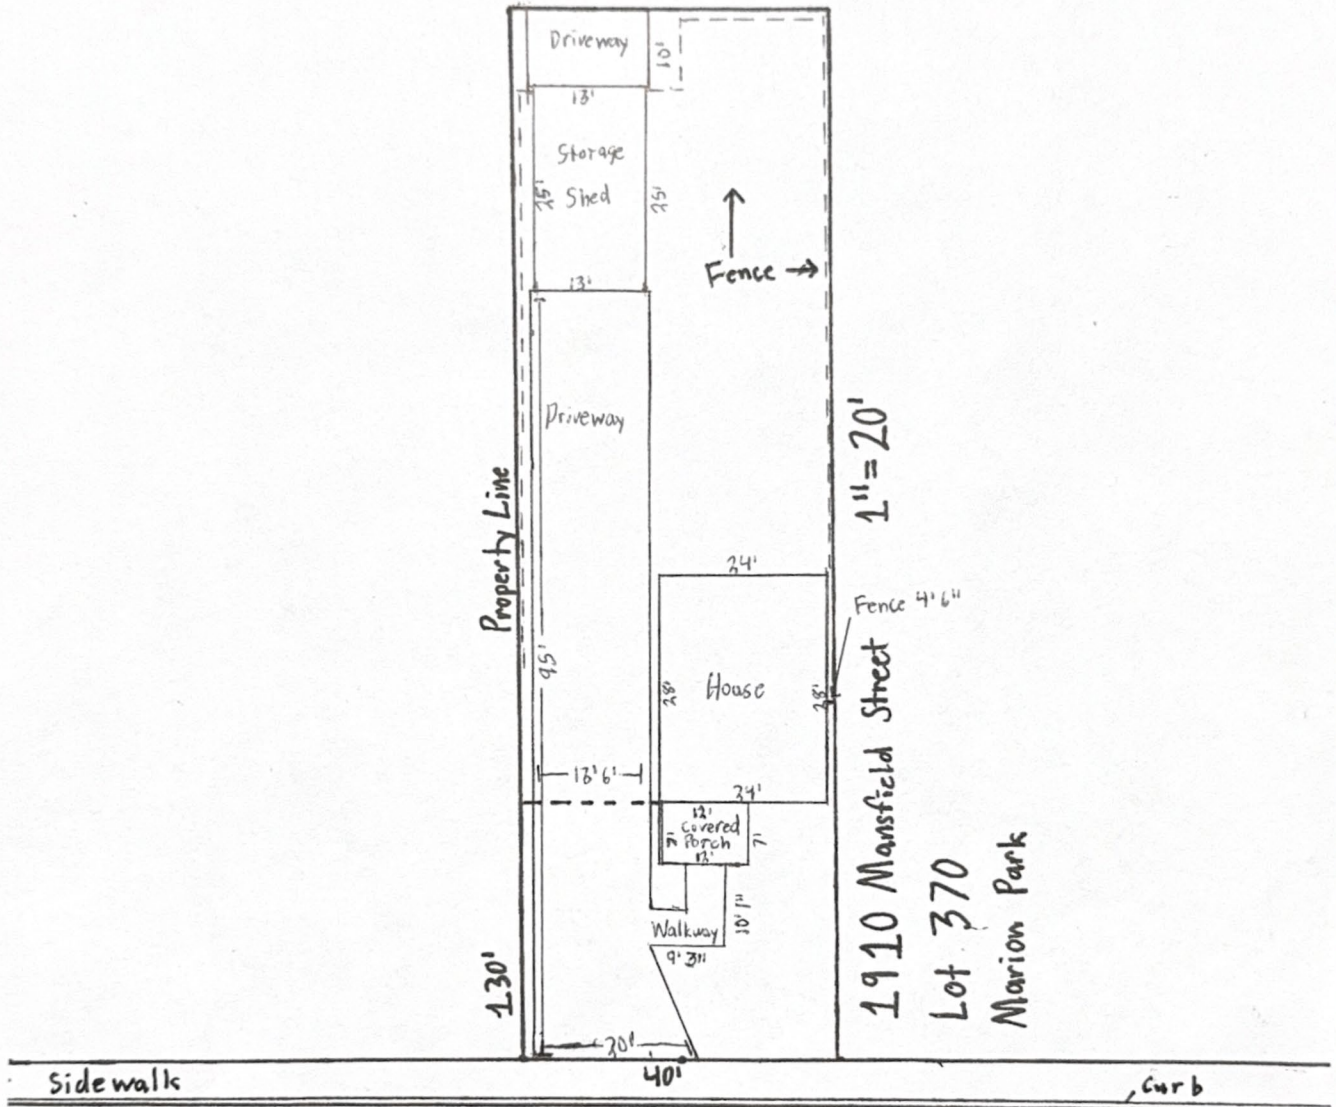 Driveway
10'
13'
Storage
Shed
25'
25'
Fence
13'
Driveway
1"=20'
Property Line
24'
Fence 4'6"
95'
28'
House
28'
13'6'
24'
12'
Covered
Porch
7'
7'
12'
Walkway
10'1"
9'3"
130'
20'
1910 Mansfield Street
Lot 370
Marion Park
Sidewalk
40'
Curb